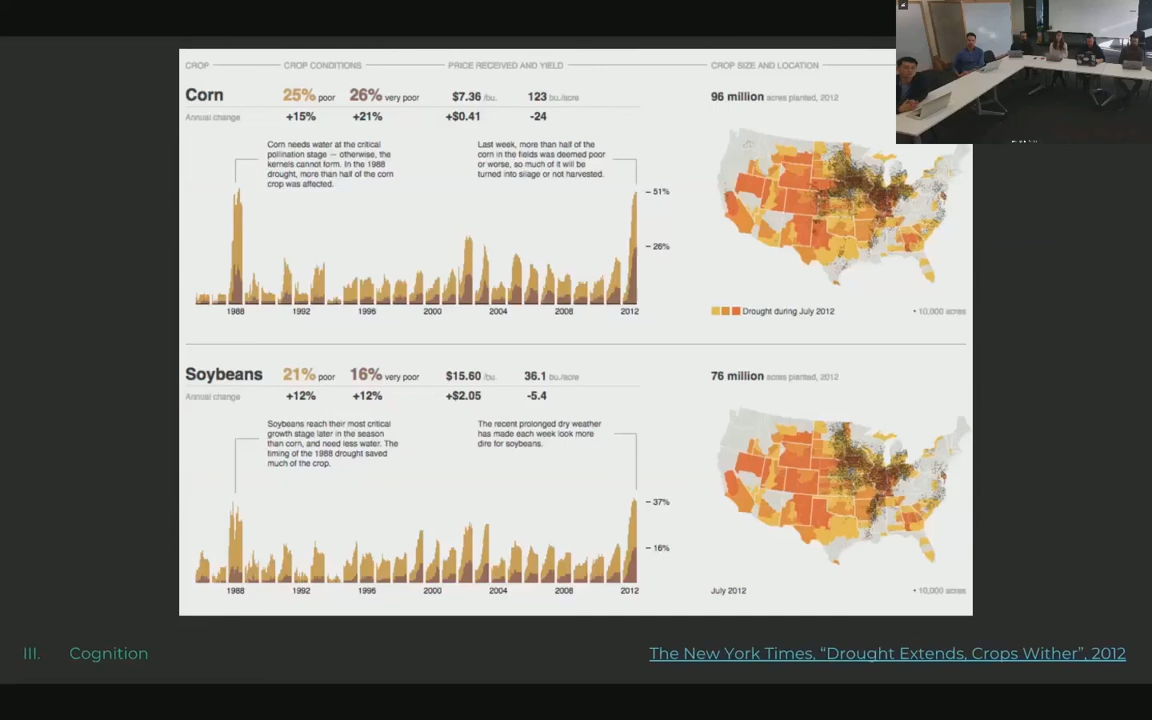 CROP CROP CONDITIONS PRICE RECEIVED AND YIELD CROP SIZE AND LOCATION
Corn 25% poor 26% very poor $7.36 /bu. 123 bu./acre 96 million acres planted, 2012
Annual change +15% +21% +$0.41 -24
Corn needs water at the critical
pollination stage — otherwise, the
kernels cannot form. In the 1988
drought, more than half of the corn
crop was affected.
Last week, more than half of the
corn in the fields was deemed poor
or worse, so much of it will be
turned into silage or not harvested.
– 51%
– 26%
1988 1992 1996 2000 2004 2008 2012
Drought during July 2012 • 10,000 acres
Soybeans 21% poor 16% very poor $15.60 /bu. 36.1 bu./acre 76 million acres planted, 2012
Annual change +12% +12% +$2.05 -5.4
Soybeans reach their most critical
growth stage later in the season
than corn, and need less water. The
timing of the 1988 drought saved
much of the crop.
The recent prolonged dry weather
has made each week look more
dire for soybeans.
– 37%
– 16%
1988 1992 1996 2000 2004 2008 2012
July 2012 • 10,000 acres
III. Cognition
The New York Times. “Drought Extends, Crops Wither”, 2012